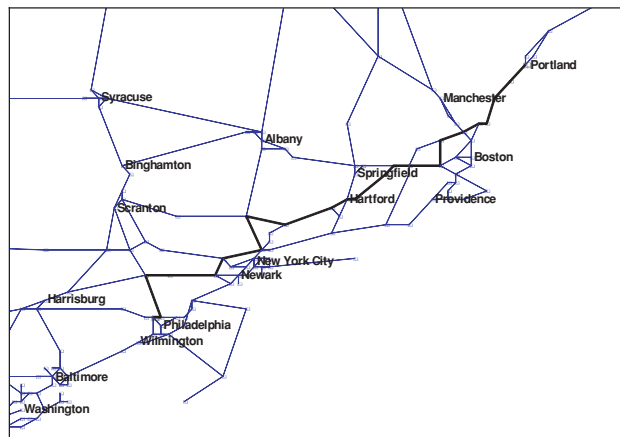 Portland
Syracuse
Manchester
Albany
Boston
Binghamton
Springfield
Hartford
Providence
Scranton
New York City
Newark
Harrisburg
Philadelphia
Wilmington
Baltimore
Washington